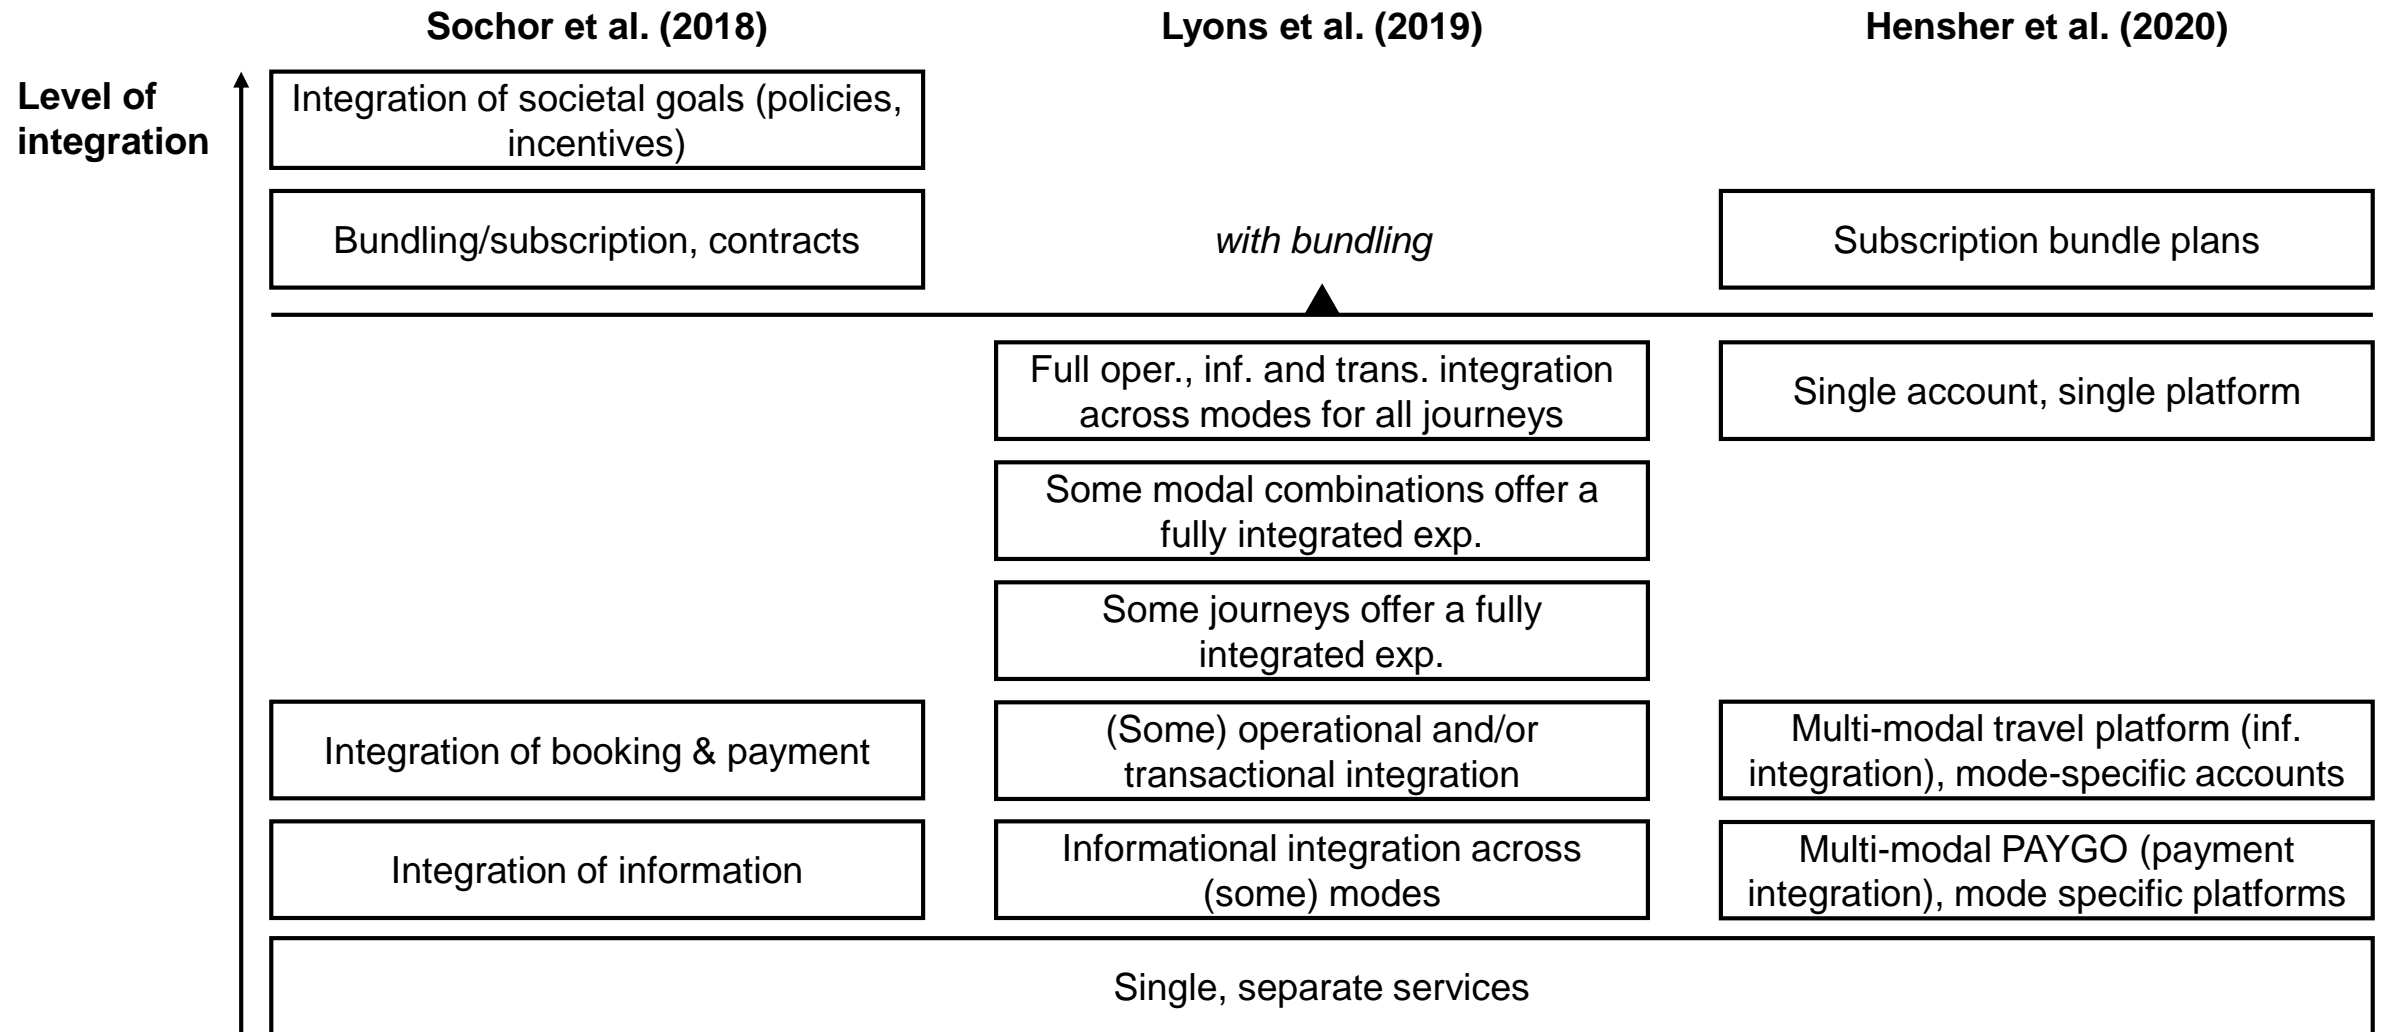 Sochor et al. (2018)
Lyons et al. (2019)
Hensher et al. (2020)
Level of
integration
Integration of societal goals (policies,
incentives)
Bundling/subscription, contracts
with bundling
Subscription bundle plans
Full oper., inf. and trans. integration
across modes for all journeys
Single account, single platform
Some modal combinations offer a
fully integrated exp.
Some journeys offer a fully
integrated exp.
Integration of booking & payment
(Some) operational and/or
transactional integration
Multi-modal travel platform (inf.
integration), mode-specific accounts
Integration of information
Informational integration across
(some) modes
Multi-modal PAYGO (payment
integration), mode specific platforms
Single, separate services